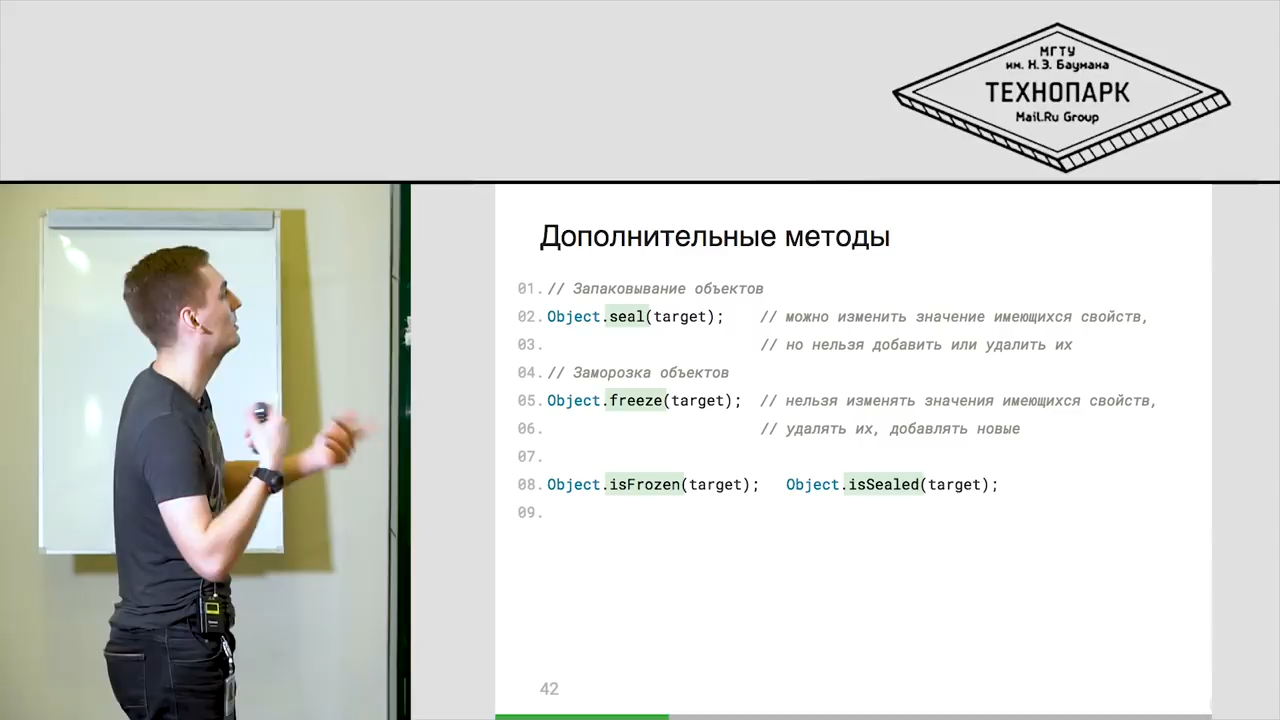 МГТУ
им. Н.Э. Баумана
ТЕХНОПАРК
Mail.Ru Group
Дополнительные методы
01. // Запаковывание объектов
02. Object.seal(target); // можно изменить значение имеющихся свойств,
03. // но нельзя добавить или удалить их
04. // Заморозка объектов
05. Object.freeze(target); // нельзя изменять значения имеющихся свойств,
06. // удалять их, добавлять новые
07.
08. Object.isFrozen(target); Object.isSealed(target);
09.
42